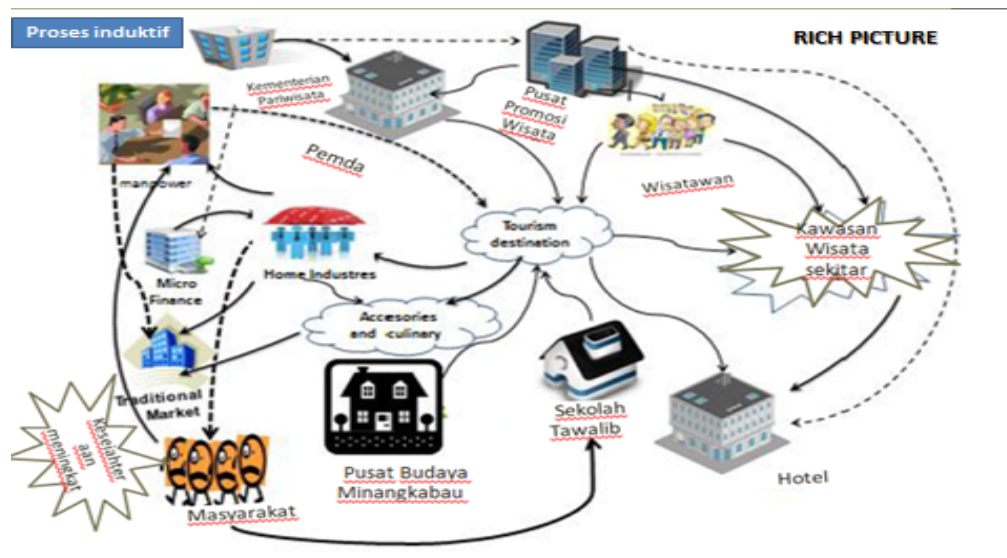 Proses induktif
RICH PICTURE
Kementerian
Pariwisata
Pusat
Promosi
Wisata
Pemda
Wisatawan
manpower
Tourism
destination
Kawasan
Wisata
sekitar
Home Industres
Micro
Finance
Accesories
and culinary
Traditional
Market
Sekolah
Tawalib
kesejahter
aan
meningkat
Pusat Budaya
Minangkabau
Hotel
Masyarakat